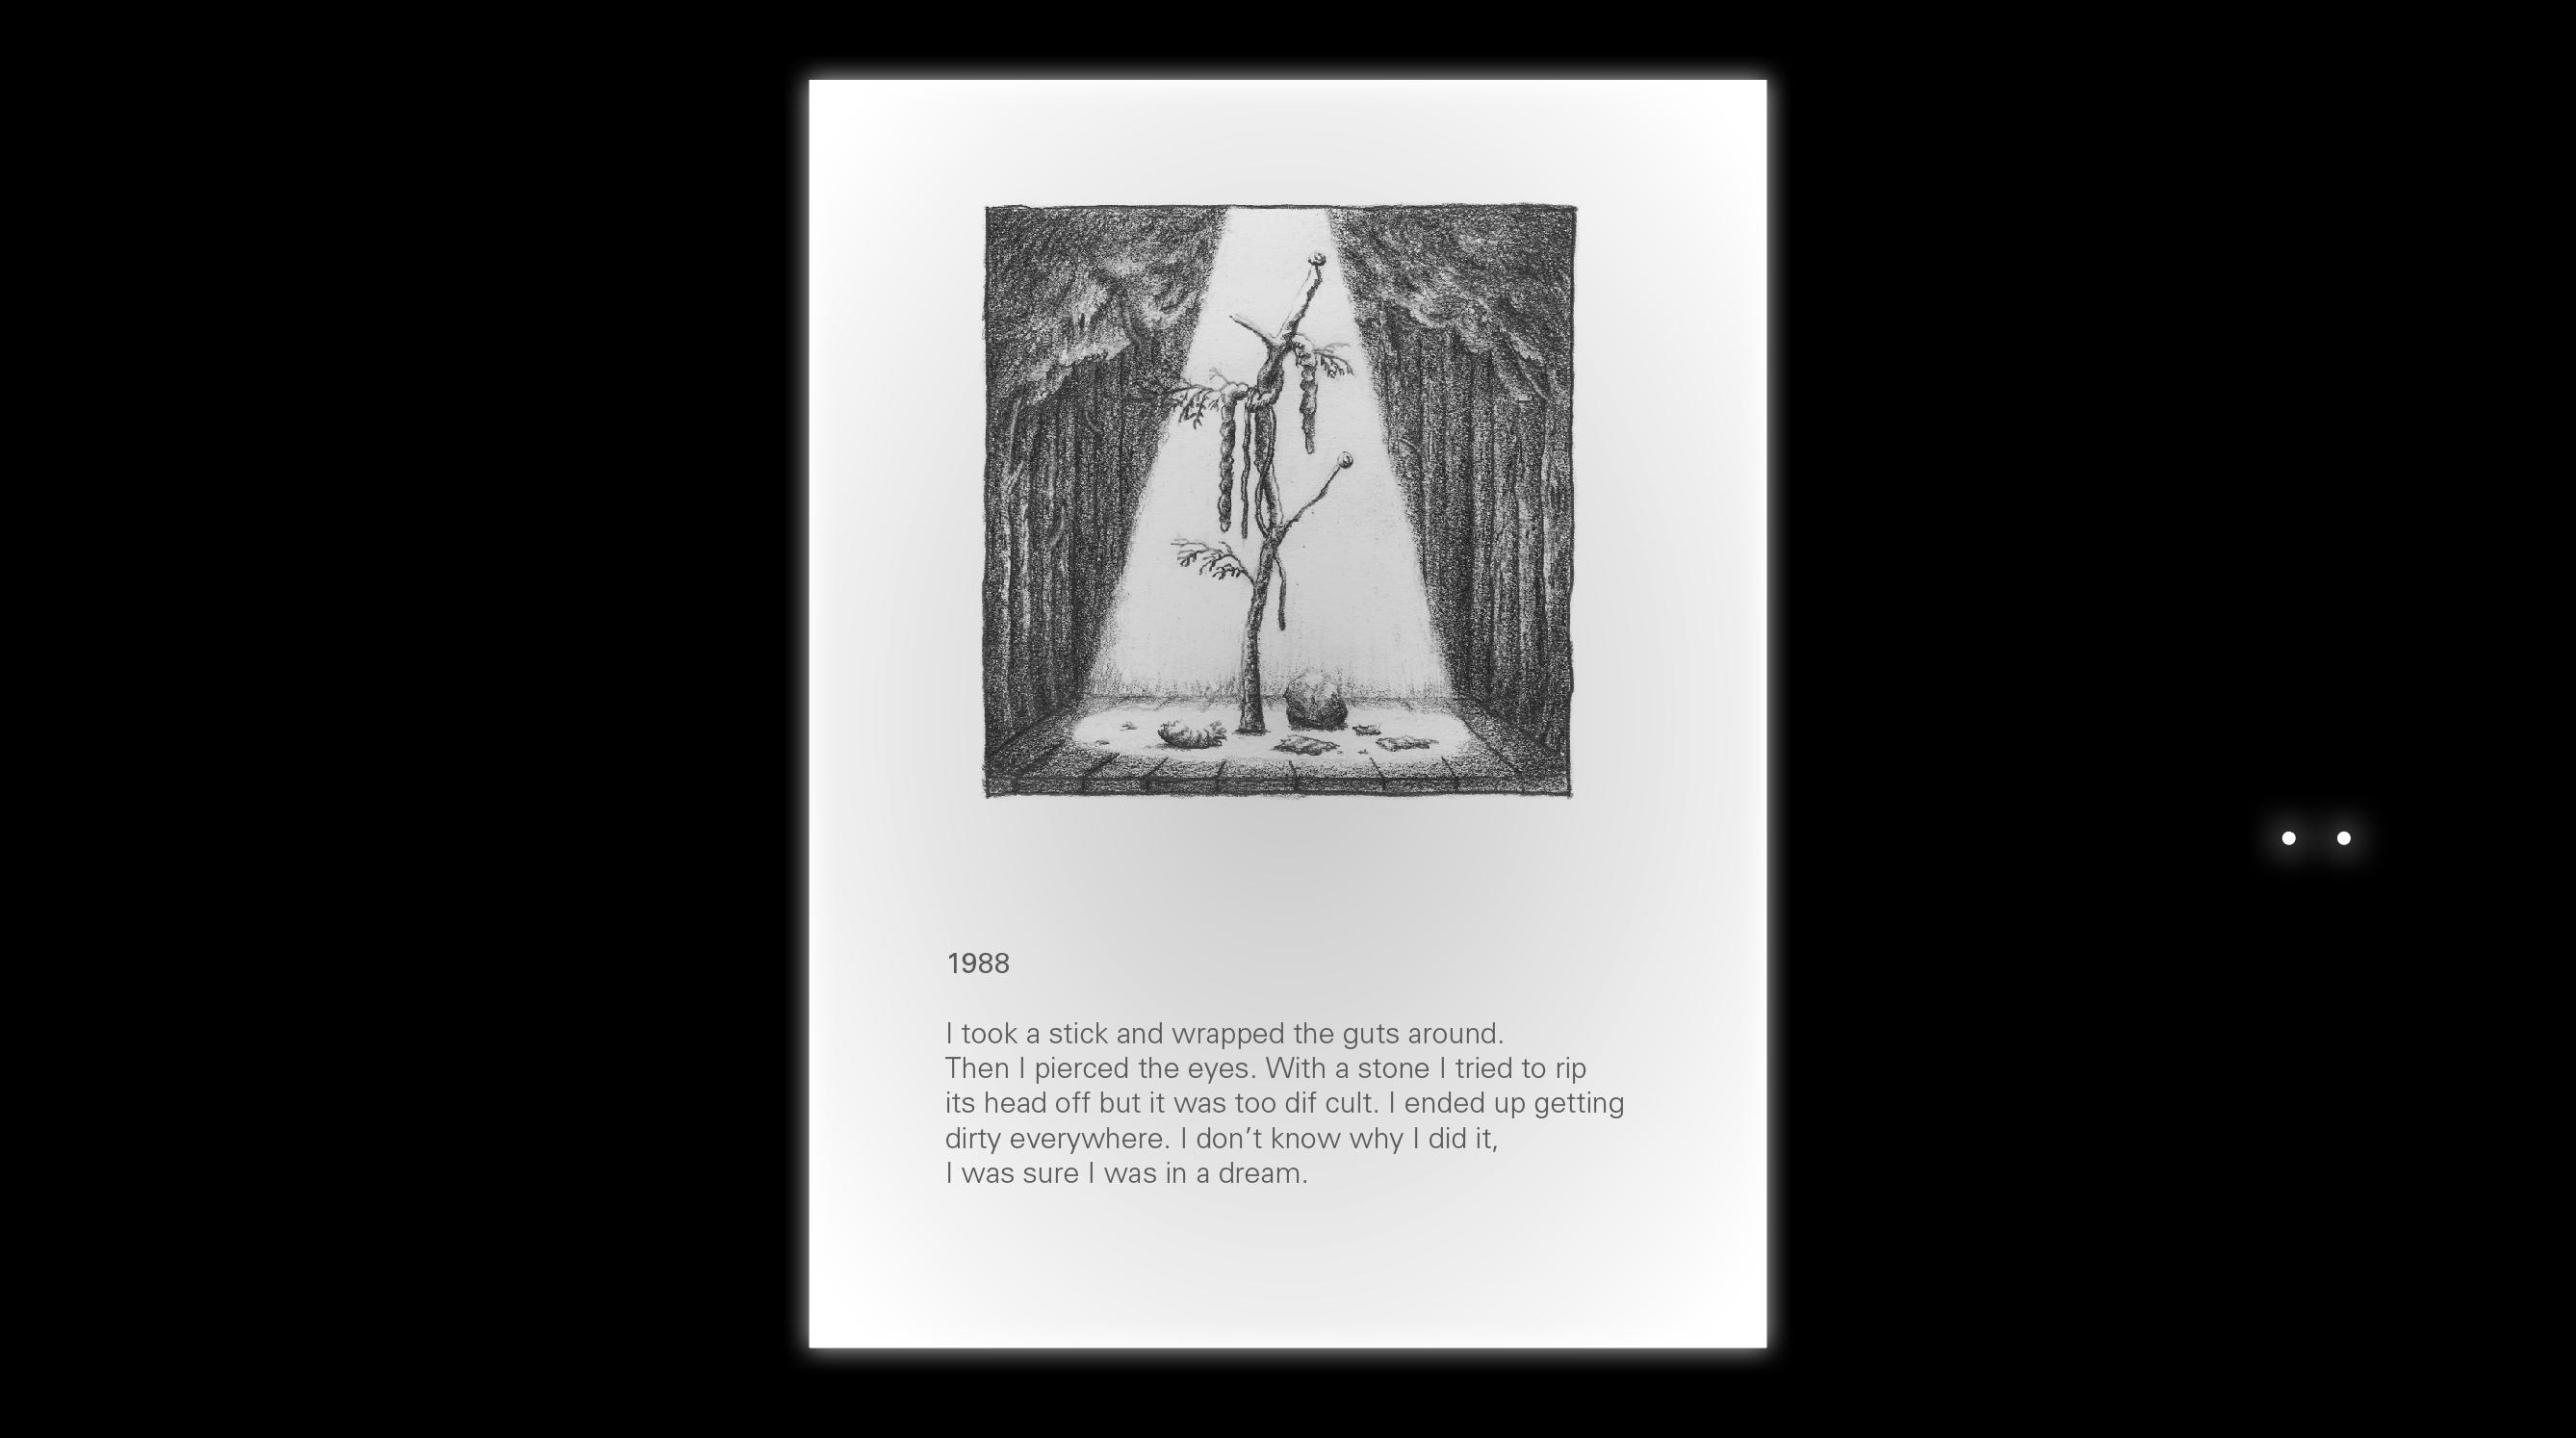 1988
I took a stick and wrapped the guts around.
Then I pierced the eyes. With a stone I tried to rip
its head off but it was too dif cult. I ended up getting
dirty everywhere. I don’t know why I did it,
I was sure I was in a dream.